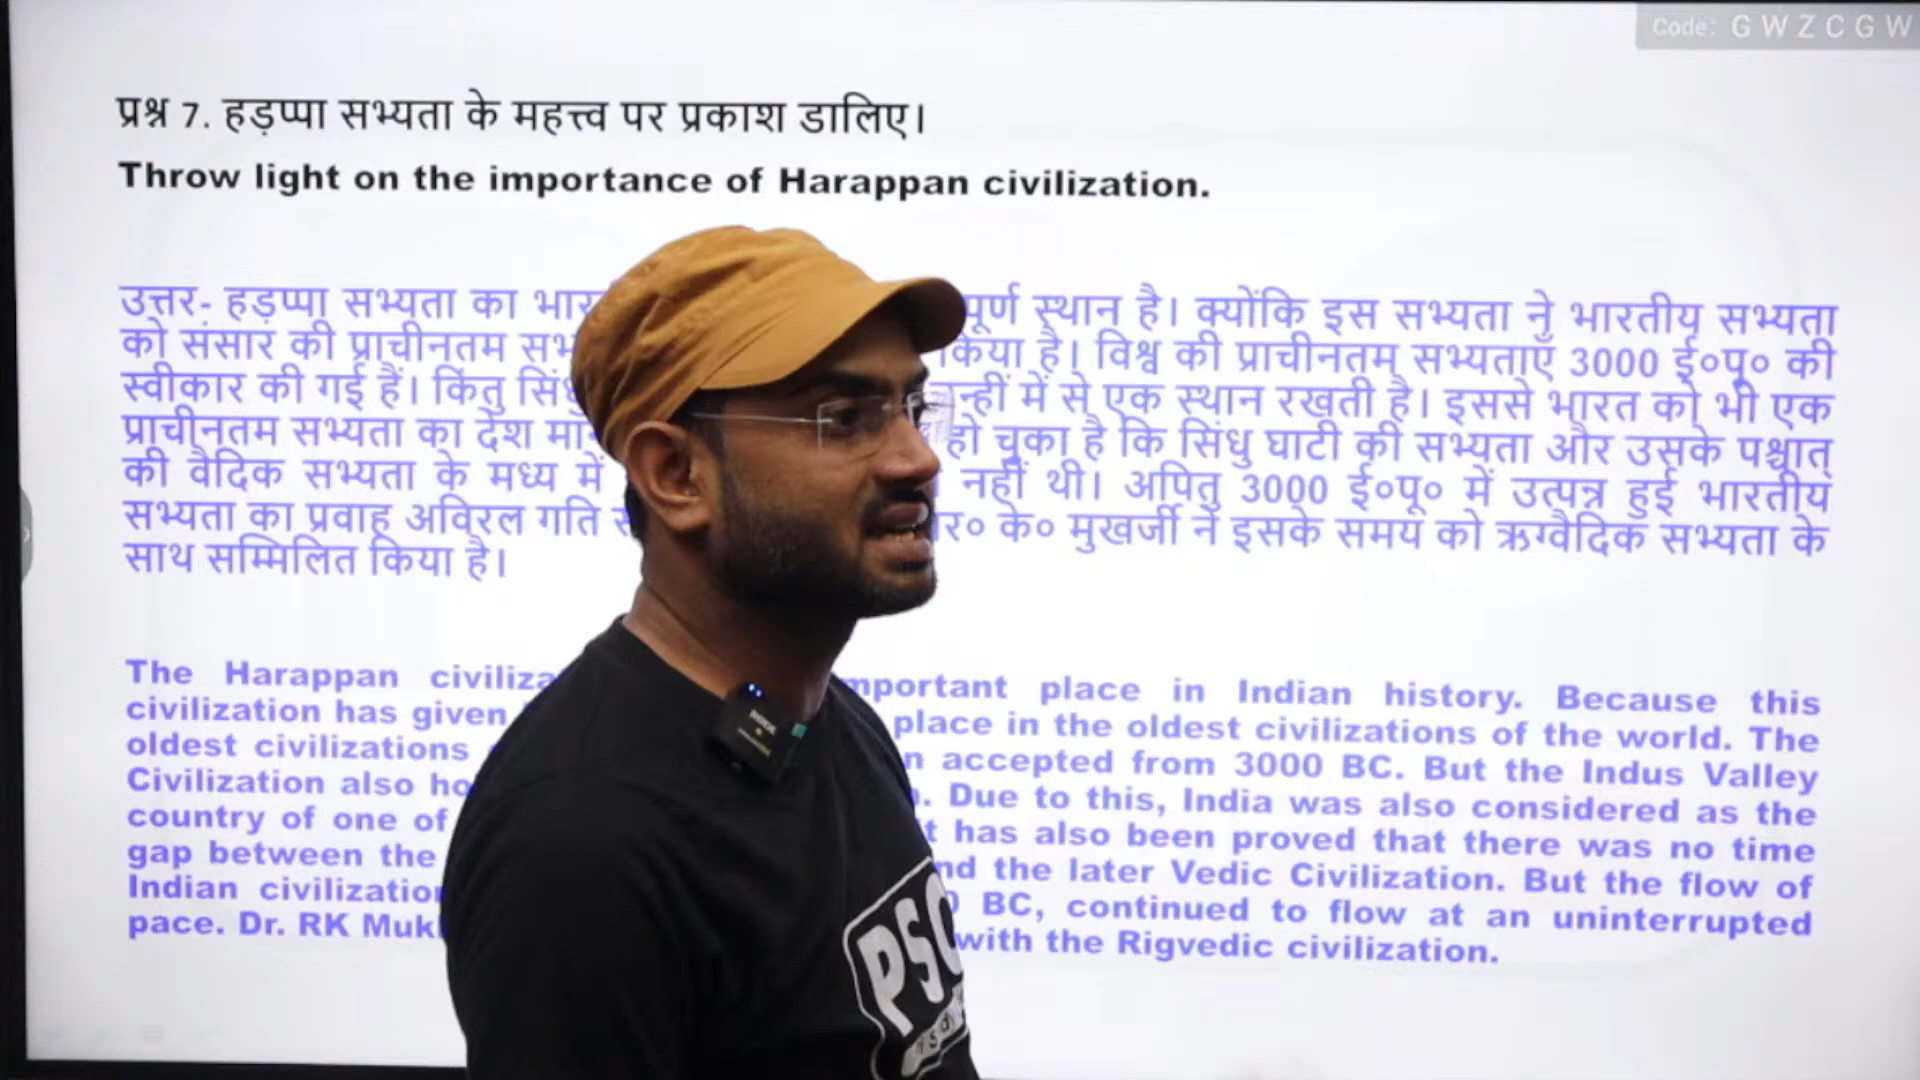 Code: G W Z C G W
प्रश्न 7. हड़प्पा सभ्यता के महत्त्व पर प्रकाश डालिए।
Throw light on the importance of Harappan civilization.
उत्तर- हड़प्पा सभ्यता का स्थान है। क्योंकि इस सभ्यता ने भारतीय सभ्यता
को संसार की प्राचीनतम किया है। विश्व की प्राचीनतम सभ्यताएँ 3000 ई०पू० की
स्वीकार की गई हैं। किंतु में से एक स्थान रखती है। इससे भारत को भी एक
प्राचीनतम सभ्यता का देश हो चुका है कि सिंधु घाटी की सभ्यता और उसके पश्चात्
की वैदिक सभ्यता के मध्य में नहीं थी। अपितु 3000 ई०पू० में उत्पन्न हुई भारतीय
सभ्यता का प्रवाह अविरल गति के० मुखर्जी ने इसके समय को ऋग्वैदिक सभ्यता के
साथ सम्मिलित किया है।
The Harappan place in Indian history. Because this
civilization has given place in the oldest civilizations of the world. The
oldest civilizations accepted from 3000 BC. But the Indus Valley
Civilization also Due to this, India was also considered as the
country of one of has also been proved that there was no time
gap between the the later Vedic Civilization. But the flow of
Indian BC, continued to flow at an uninterrupted
pace. Dr. RK with the Rigvedic civilization.